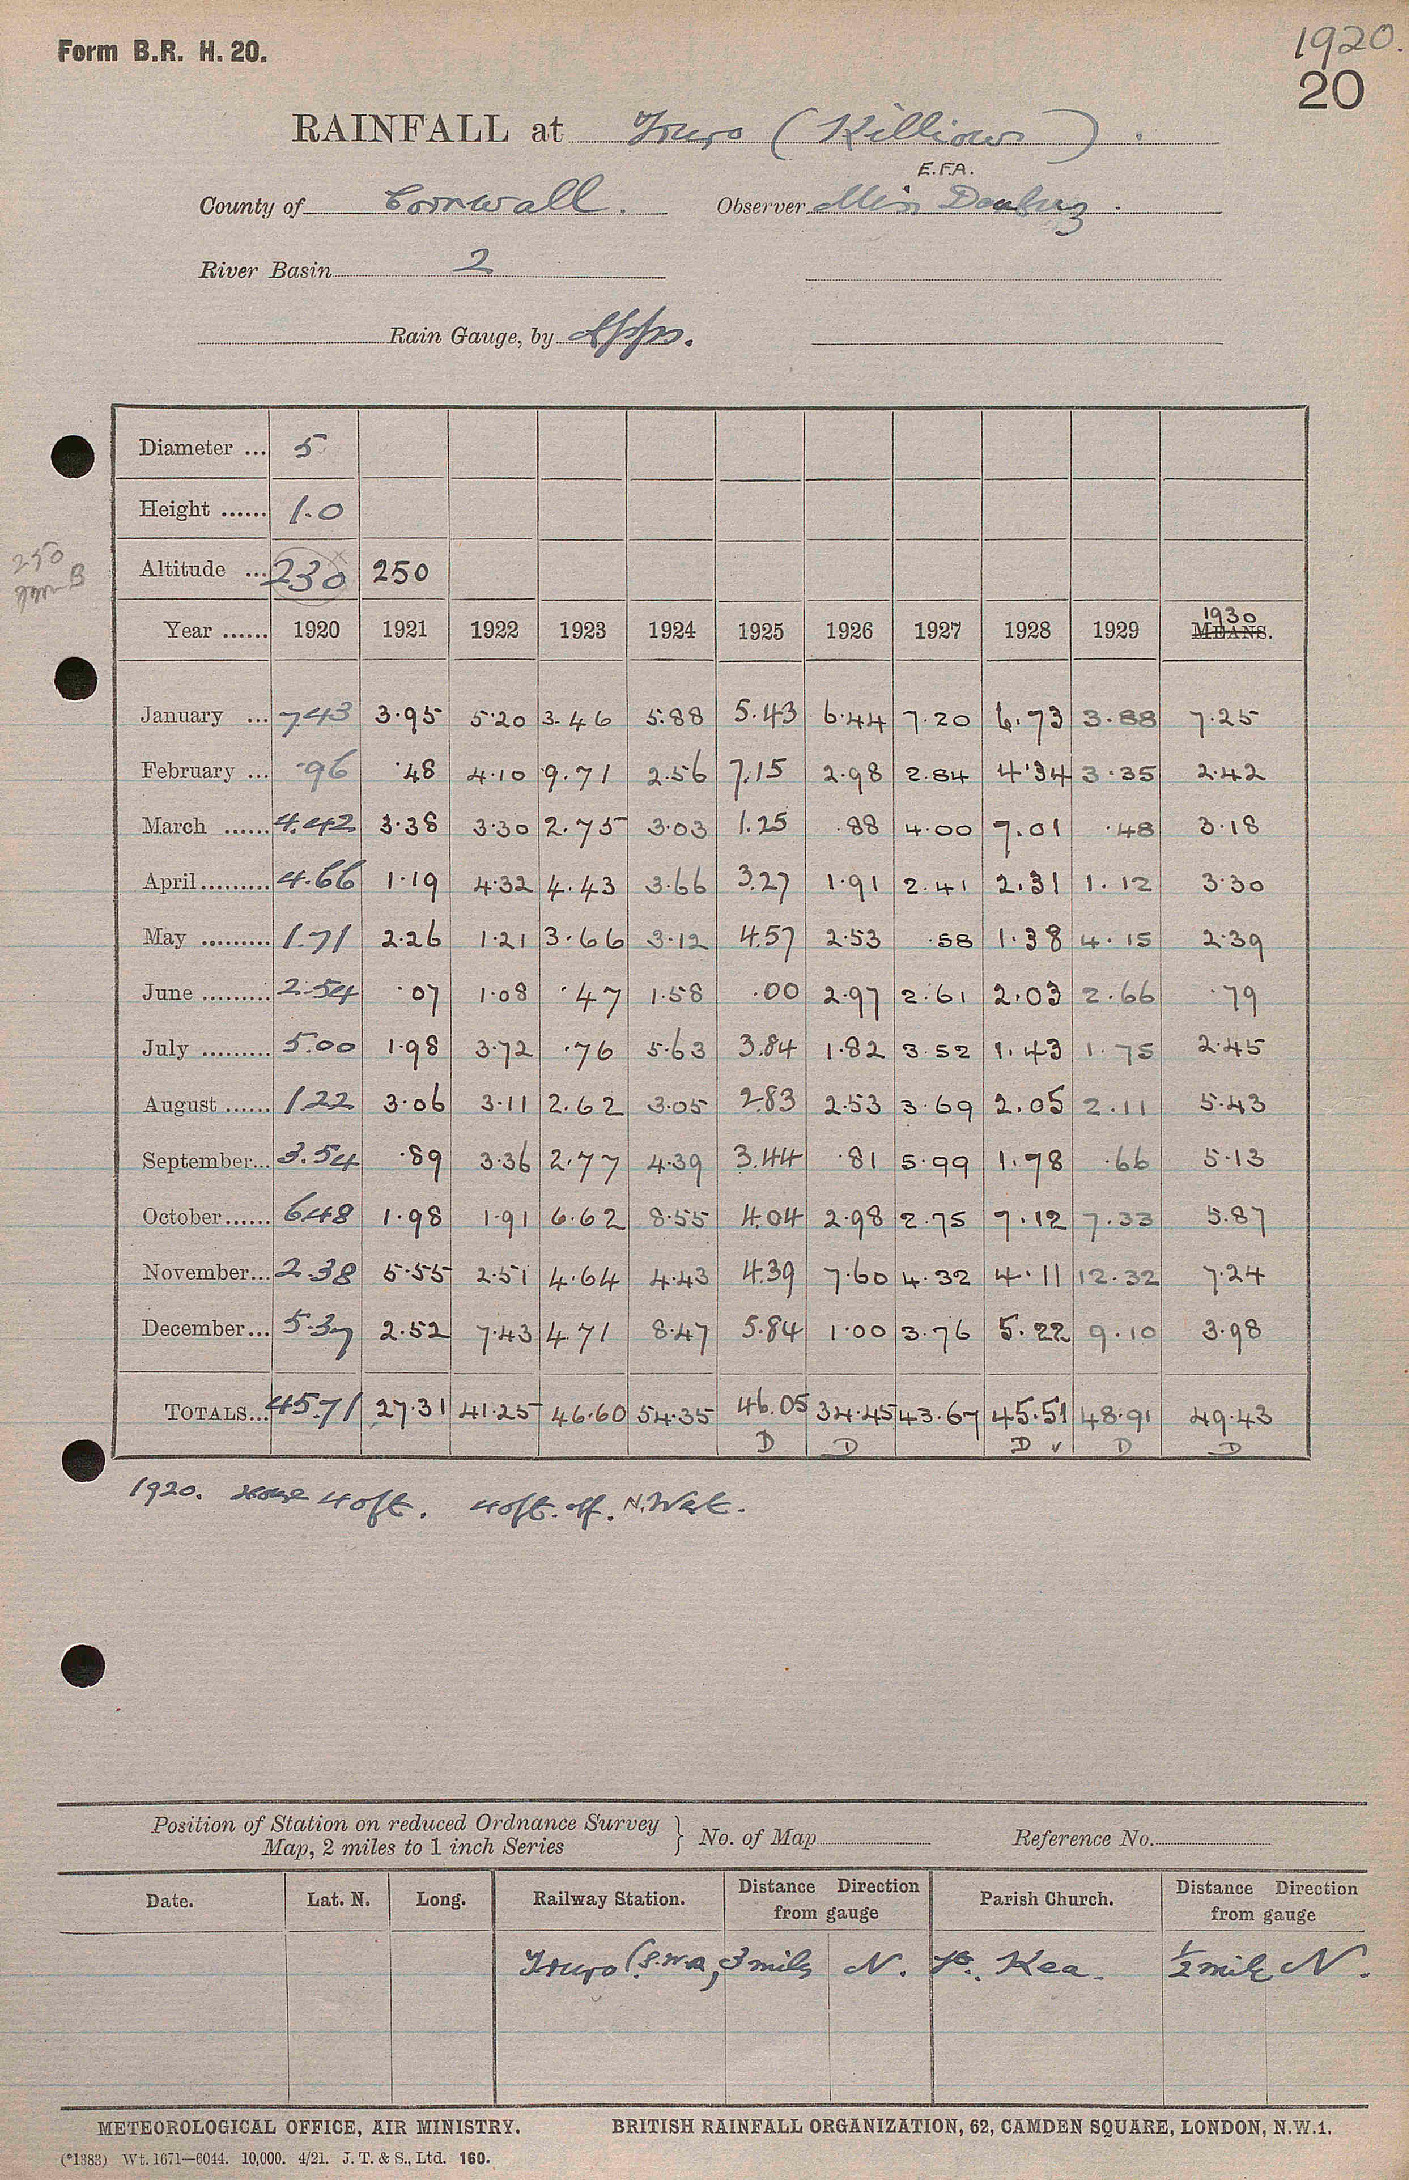 Form B.R. H. 20.
1920.
20
RAINFALL at Truro (Killiow).
E.F.A.
County of Cornwall. Observer Miss Daubuz.
River Basin 2
Rain Gauge, by Apps.
Diameter ... 5
Height ...... 1.0
250
B
Altitude ... 230 250
Year ...... 1920 1921 1922 1923 1924 1925 1926 1927 1928 1929 1930 MEANS.
January ... 7.43 3.95 5.20 3.46 5.88 5.43 6.44 7.20 6.73 3.88 7.25
February ... .96 .48 4.10 9.71 2.56 7.15 2.98 2.84 4.34 3.35 2.42
March ...... 4.42 3.38 3.30 2.75 3.03 1.25 .88 4.00 7.01 .48 3.18
April......... 4.66 1.19 4.32 4.43 3.66 3.27 1.91 2.41 2.31 1.12 3.30
May ......... 1.71 2.26 1.21 3.66 3.12 4.57 2.53 .58 1.38 4.15 2.39
June ......... 2.54 .07 1.08 .47 1.58 .00 2.97 2.61 2.03 2.66 .79
July ......... 5.00 1.98 3.72 .76 5.63 3.84 1.82 3.52 1.43 1.75 2.45
August ...... 1.22 3.06 3.11 2.62 3.05 2.83 2.53 3.69 2.05 2.11 5.43
September... 3.54 .89 3.36 2.77 4.39 3.44 .81 5.99 1.78 .66 5.13
October...... 6.48 1.98 1.91 6.62 8.55 4.04 2.98 2.75 7.12 7.33 5.87
November... 2.38 5.55 2.51 4.64 4.43 4.39 7.60 4.32 4.11 12.32 7.24
December... 5.37 2.52 7.43 4.71 8.47 5.84 1.00 3.76 5.22 9.10 3.98
TOTALS... 45.71 27.31 41.25 46.60 54.35 46.05 34.45 43.67 45.51 48.91 49.43
D D D v D D
1920. House 40ft. 40ft. off. N.West.
Position of Station on reduced Ordnance Survey
Map, 2 miles to 1 inch Series } No. of Map Reference No.
Date. Lat. N. Long. Railway Station. Distance Direction from gauge Parish Church. Distance Direction from gauge
Truro (G.W.R.) 3 miles N. St. Kea. ½ mile N.
METEOROLOGICAL OFFICE, AIR MINISTRY. BRITISH RAINFALL ORGANIZATION, 62, CAMDEN SQUARE, LONDON, N.W.1.
(*1383) Wt. 1671—6044. 10,000. 4/21. J. T. & S., Ltd. 160.